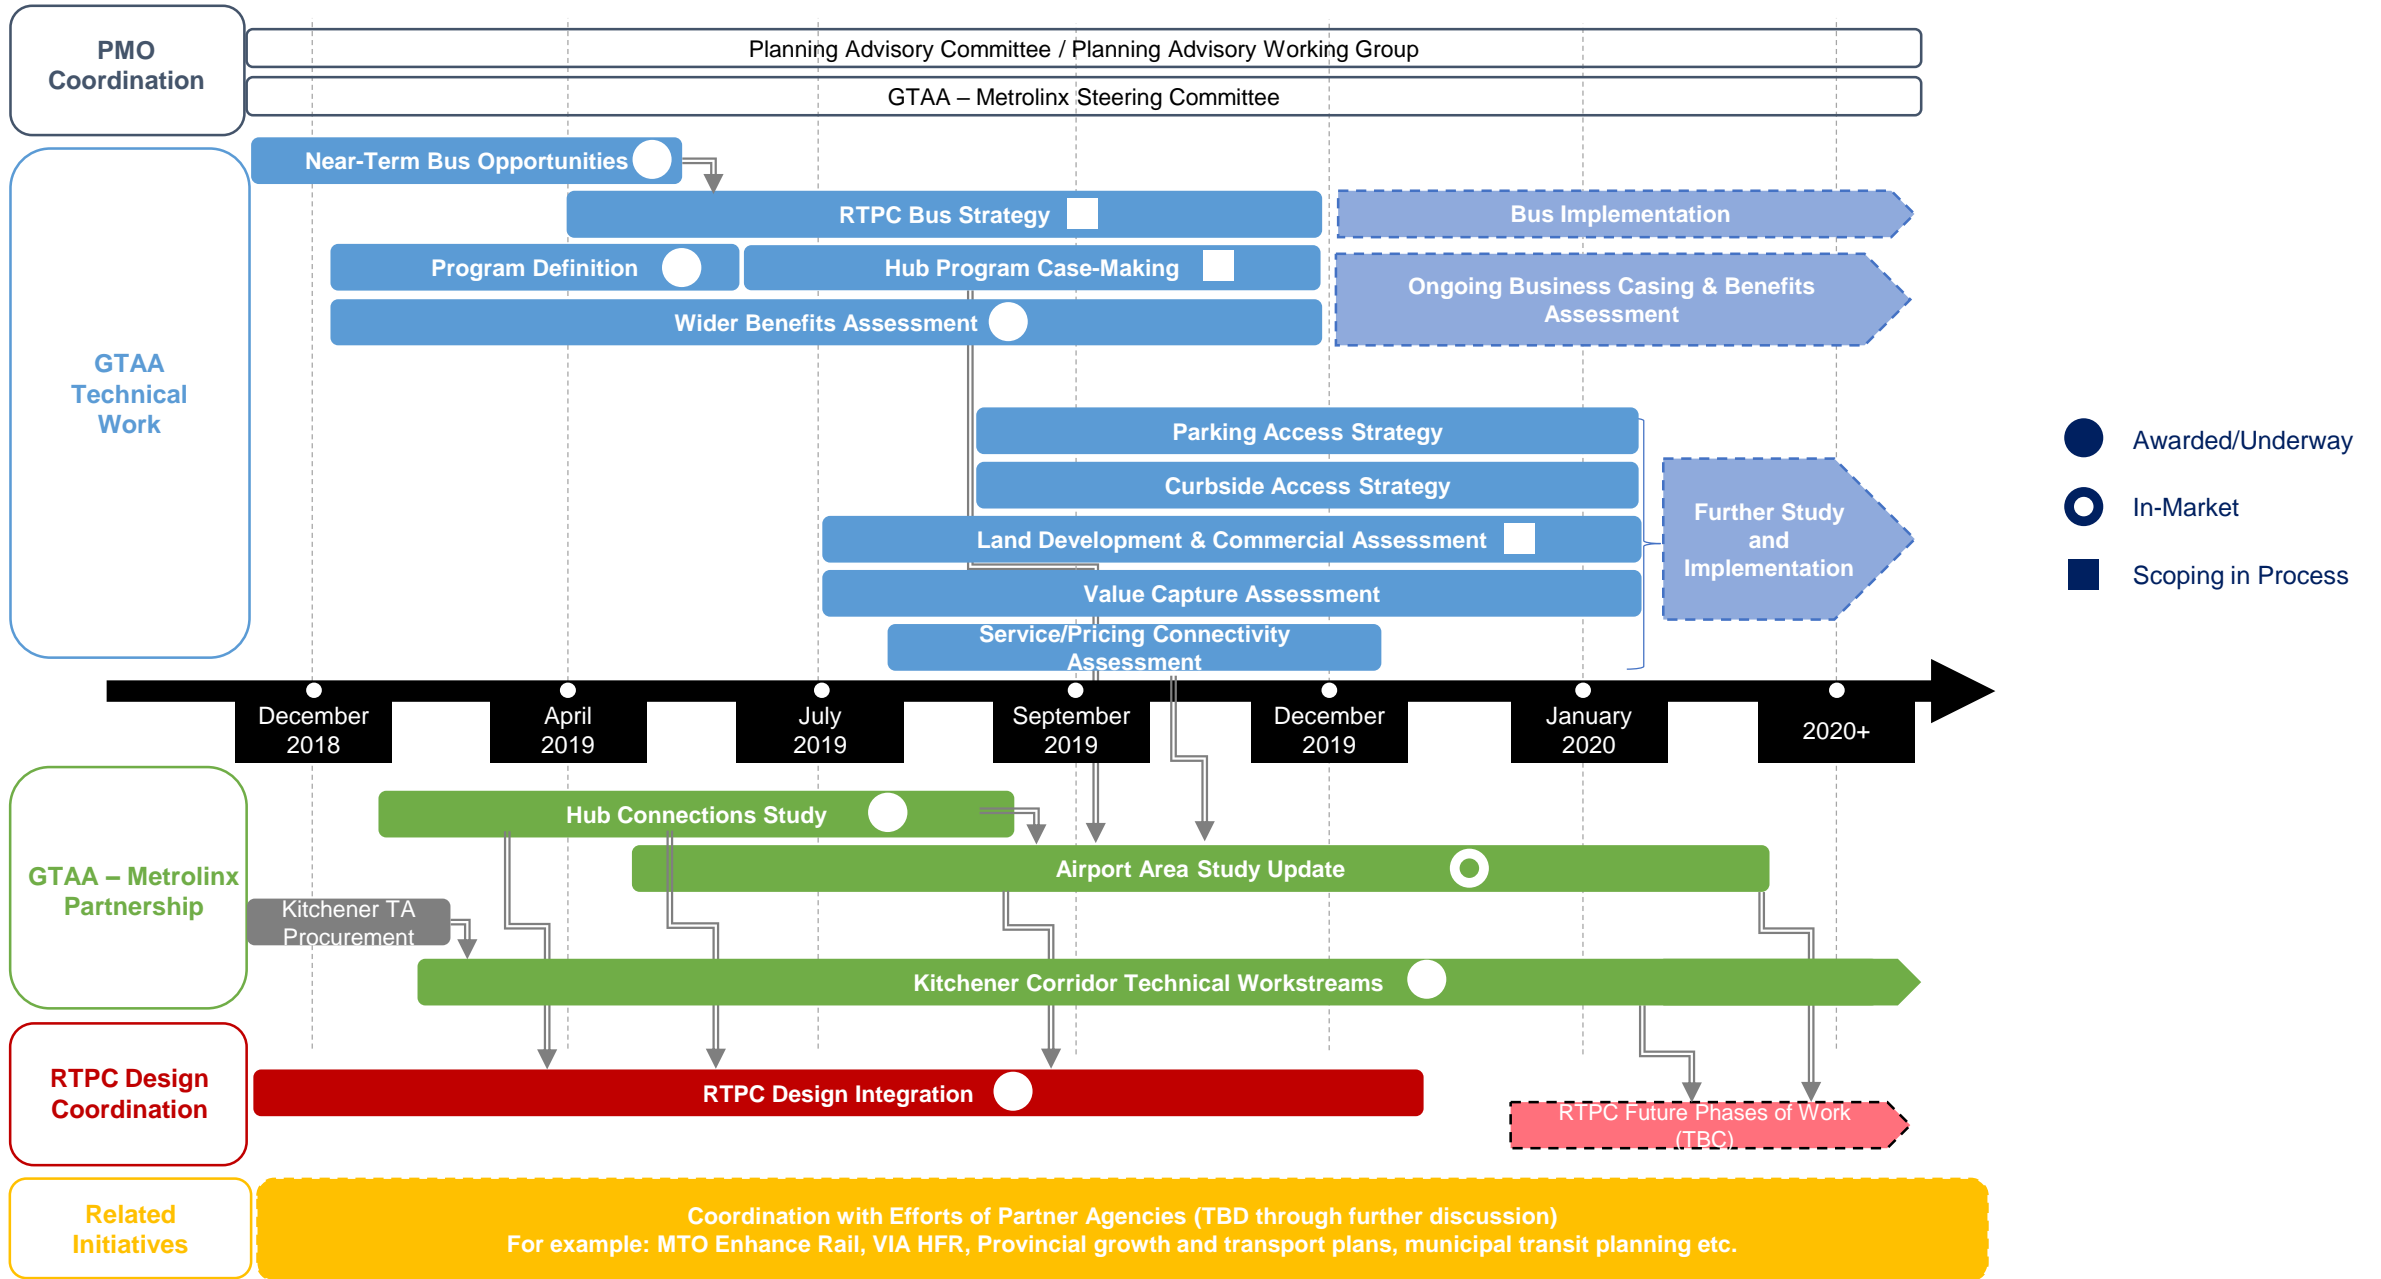 PMO
Coordination
Planning Advisory Committee / Planning Advisory Working Group
GTAA – Metrolinx Steering Committee
GTAA
Technical
Work
Near-Term Bus Opportunities
RTPC Bus Strategy
Bus Implementation
Program Definition
Hub Program Case-Making
Ongoing Business Casing & Benefits
Assessment
Wider Benefits Assessment
Parking Access Strategy
Curbside Access Strategy
Land Development & Commercial Assessment
Value Capture Assessment
Service/Pricing Connectivity
Assessment
Further Study
and
Implementation
Awarded/Underway
In-Market
Scoping in Process
December
2018
April
2019
July
2019
September
2019
December
2019
January
2020
2020+
GTAA – Metrolinx
Partnership
Hub Connections Study
Airport Area Study Update
Kitchener TA
Procurement
Kitchener Corridor Technical Workstreams
RTPC Design
Coordination
RTPC Design Integration
RTPC Future Phases of Work
(TBC)
Related
Initiatives
Coordination with Efforts of Partner Agencies (TBD through further discussion)
For example: MTO Enhance Rail, VIA HFR, Provincial growth and transport plans, municipal transit planning etc.